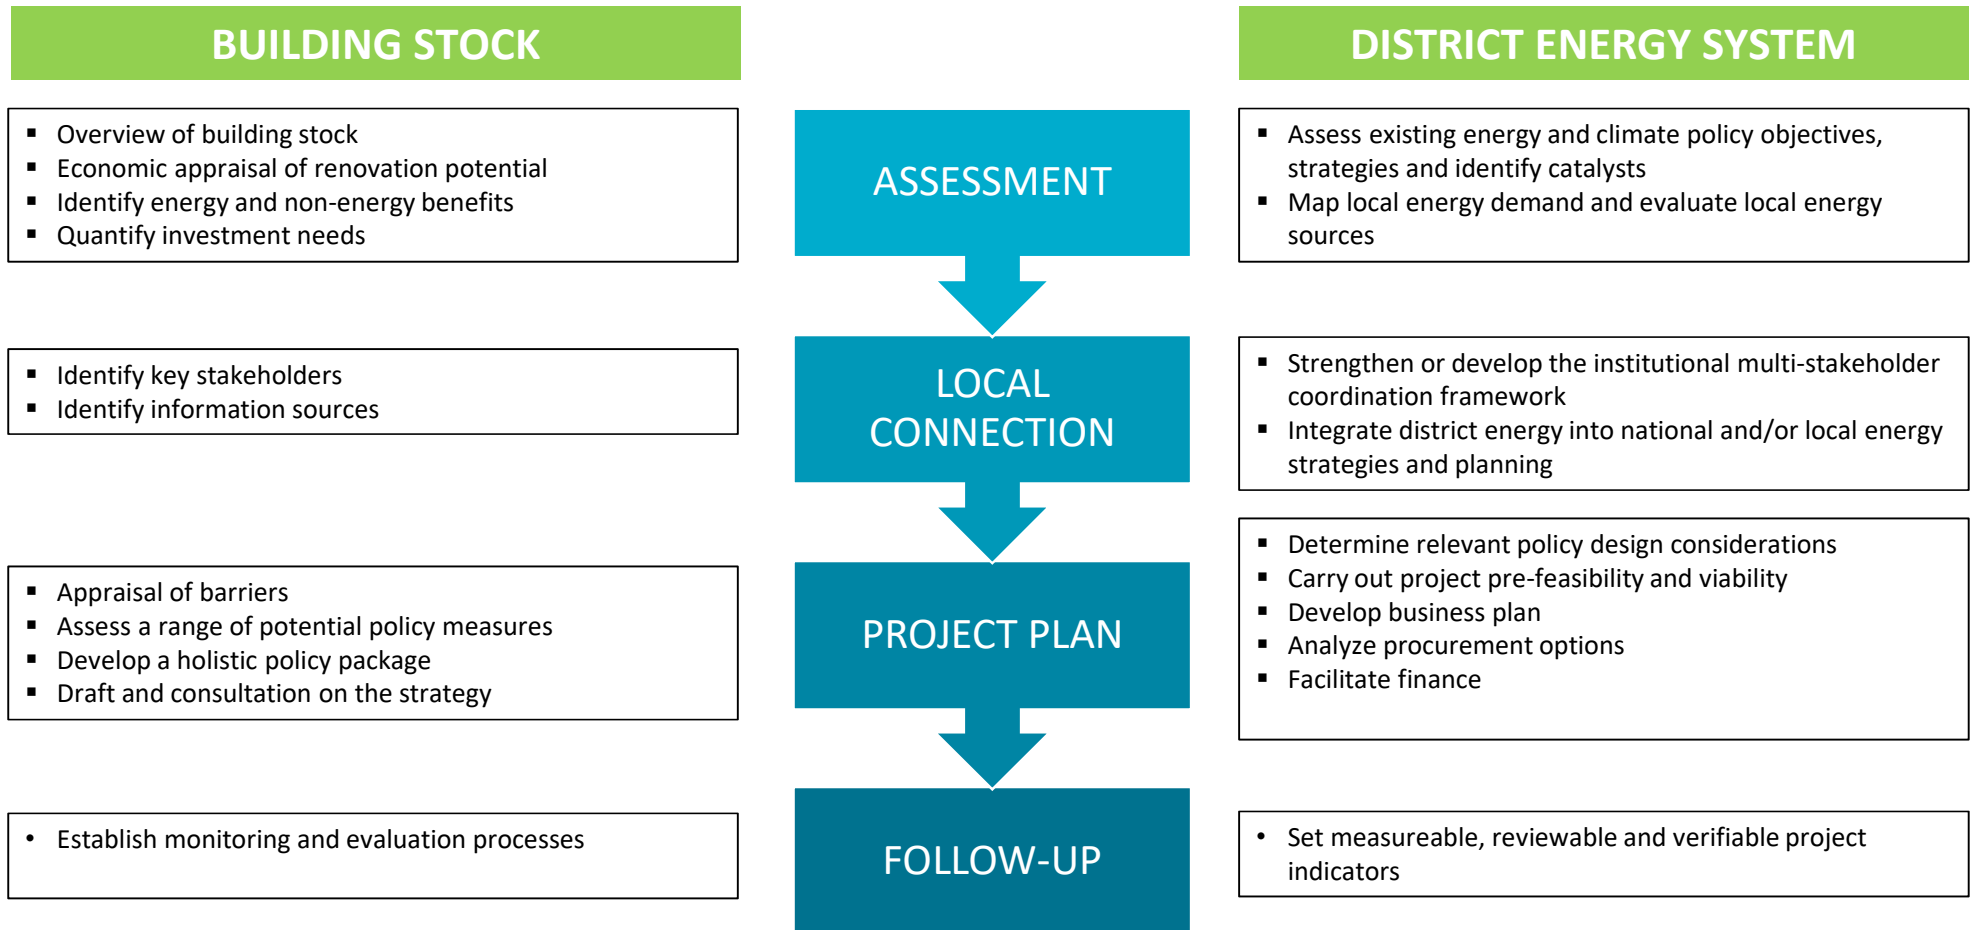 BUILDING STOCK
DISTRICT ENERGY SYSTEM
▪ Overview of building stock
▪ Economic appraisal of renovation potential
▪ Identify energy and non-energy benefits
▪ Quantify investment needs
ASSESSMENT
▪ Assess existing energy and climate policy objectives,
strategies and identify catalysts
▪ Map local energy demand and evaluate local energy
sources
▪ Identify key stakeholders
▪ Identify information sources
LOCAL
CONNECTION
▪ Strengthen or develop the institutional multi-stakeholder
coordination framework
▪ Integrate district energy into national and/or local energy
strategies and planning
▪ Appraisal of barriers
▪ Assess a range of potential policy measures
▪ Develop a holistic policy package
▪ Draft and consultation on the strategy
PROJECT PLAN
▪ Determine relevant policy design considerations
▪ Carry out project pre-feasibility and viability
▪ Develop business plan
▪ Analyze procurement options
▪ Facilitate finance
• Establish monitoring and evaluation processes
FOLLOW-UP
• Set measureable, reviewable and verifiable project
indicators